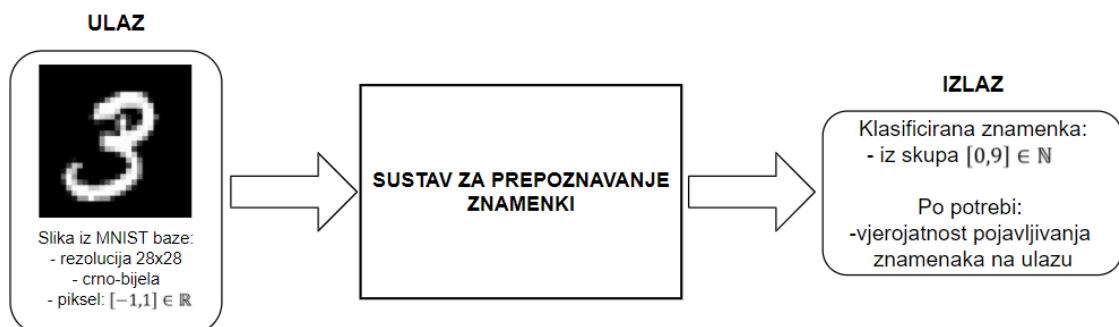 ULAZ
Slika iz MNIST baze:
- rezolucija 28x28
- crno-bijela
- piksel: [−1,1] ∈ ℝ
SUSTAV ZA PREPOZNAVANJE
ZNAMENKI
IZLAZ
Klasificirana znamenka:
- iz skupa [0,9] ∈ ℕ
Po potrebi:
-vjerojatnost pojavljivanja
znamenaka na ulazu